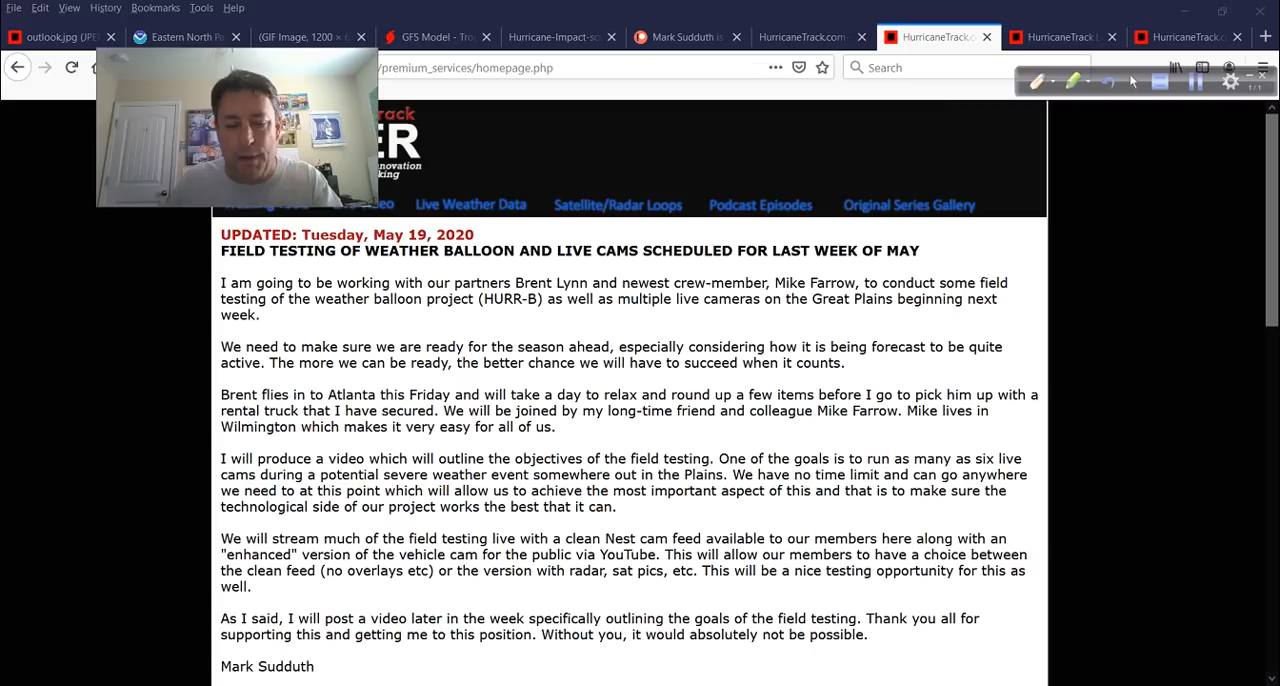 File Edit View History Bookmarks Tools Help
outlook.jpg (JPE
Eastern North Pa
(GIF Image, 1200 × 6
GFS Model – Tro
Hurricane-Impact-sc
Mark Sudduth is
HurricaneTrack.com-
HurricaneTrack.c
HurricaneTrack L
HurricaneTrack.c
/premium_services/homepage.php
Search
1/1
Track
ER
nnovation
king
Live Weather Data Satellite/Radar Loops Podcast Episodes Original Series Gallery
UPDATED: Tuesday, May 19, 2020
FIELD TESTING OF WEATHER BALLOON AND LIVE CAMS SCHEDULED FOR LAST WEEK OF MAY
I am going to be working with our partners Brent Lynn and newest crew-member, Mike Farrow, to conduct some field
testing of the weather balloon project (HURR-B) as well as multiple live cameras on the Great Plains beginning next
week.
We need to make sure we are ready for the season ahead, especially considering how it is being forecast to be quite
active. The more we can be ready, the better chance we will have to succeed when it counts.
Brent flies in to Atlanta this Friday and will take a day to relax and round up a few items before I go to pick him up with a
rental truck that I have secured. We will be joined by my long-time friend and colleague Mike Farrow. Mike lives in
Wilmington which makes it very easy for all of us.
I will produce a video which will outline the objectives of the field testing. One of the goals is to run as many as six live
cams during a potential severe weather event somewhere out in the Plains. We have no time limit and can go anywhere
we need to at this point which will allow us to achieve the most important aspect of this and that is to make sure the
technological side of our project works the best that it can.
We will stream much of the field testing live with a clean Nest cam feed available to our members here along with an
"enhanced" version of the vehicle cam for the public via YouTube. This will allow our members to have a choice between
the clean feed (no overlays etc) or the version with radar, sat pics, etc. This will be a nice testing opportunity for this as
well.
As I said, I will post a video later in the week specifically outlining the goals of the field testing. Thank you all for
supporting this and getting me to this position. Without you, it would absolutely not be possible.
Mark Sudduth